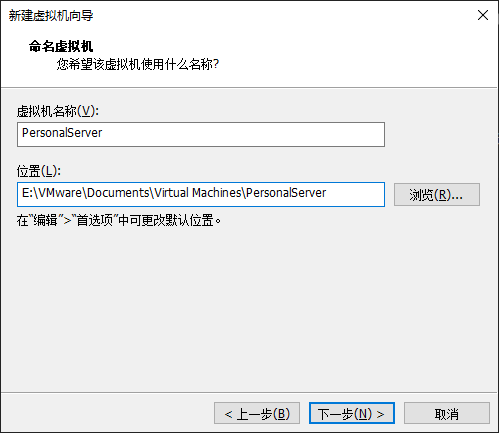 新建虚拟机向导
命名虚拟机
您希望该虚拟机使用什么名称?
虚拟机名称(V):
PersonalServer
位置(L):
E:\VMware\Documents\Virtual Machines\PersonalServer
浏览(R)...
在“编辑”>“首选项”中可更改默认位置。
< 上一步(B)
下一步(N) >
取消